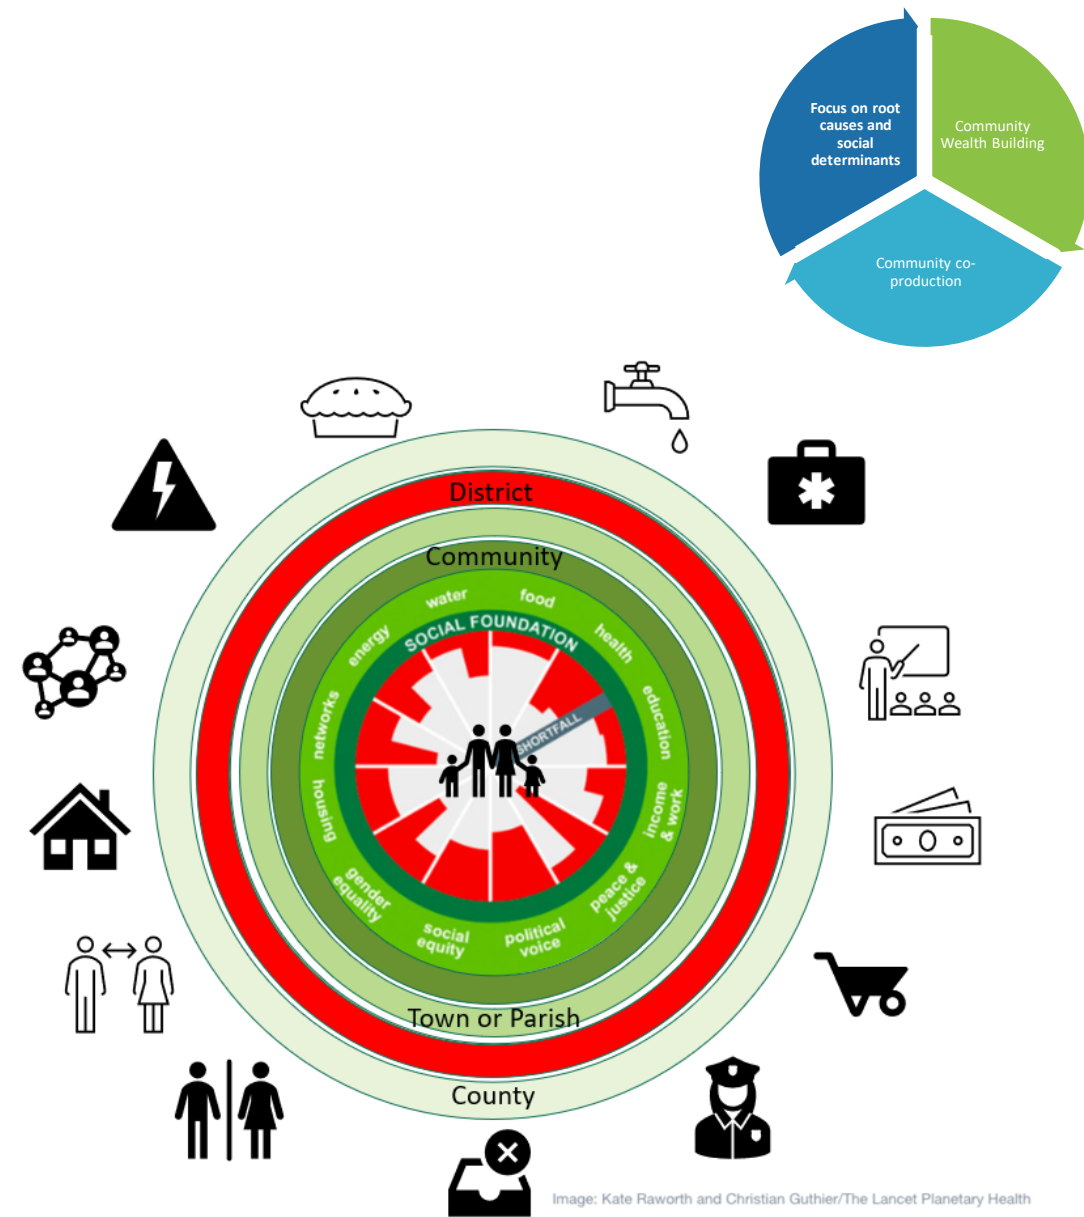 Focus on root
causes and
social
determinants
Community
Wealth Building
Community co-
production
District
Community
water
food
energy
SOCIAL FOUNDATION
health
networks
education
SHORTFALL
housing
income
& work
gender
equality
peace &
justice
social
equity
political
voice
Town or Parish
County
Image: Kate Raworth and Christian Guthier/The Lancet Planetary Health